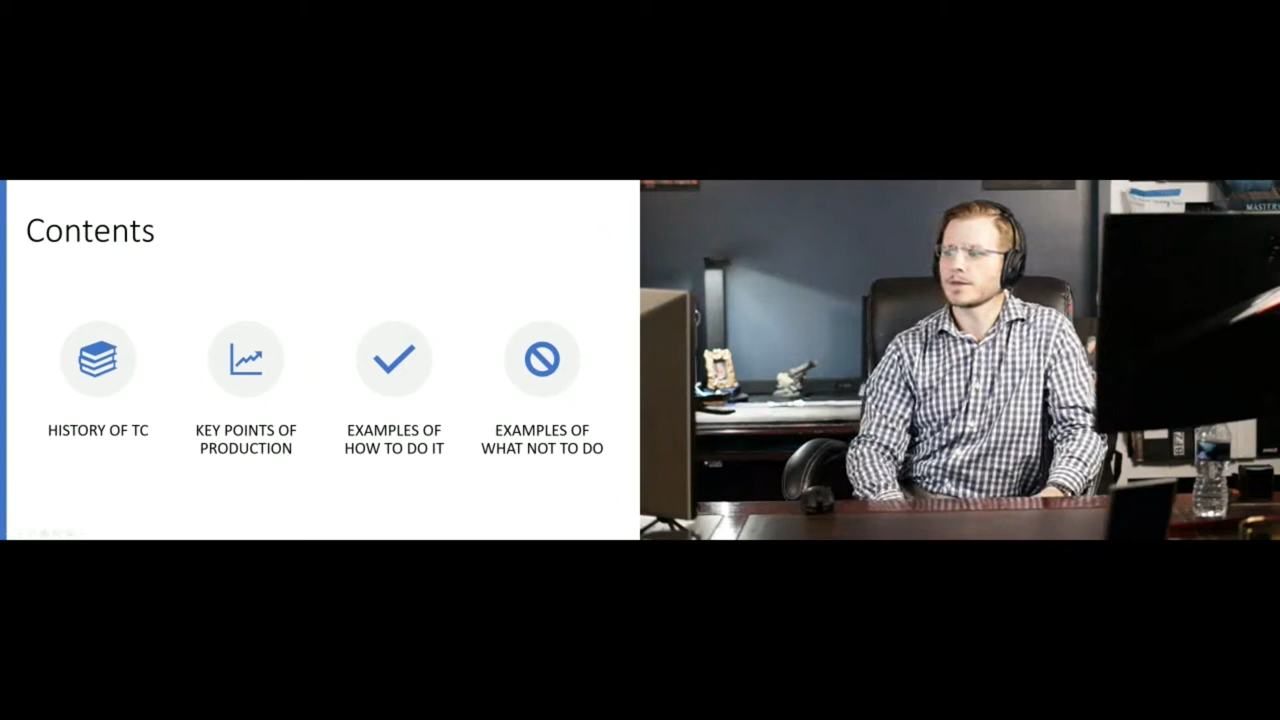 Contents
HISTORY OF TC
KEY POINTS OF
PRODUCTION
EXAMPLES OF
HOW TO DO IT
EXAMPLES OF
WHAT NOT TO DO